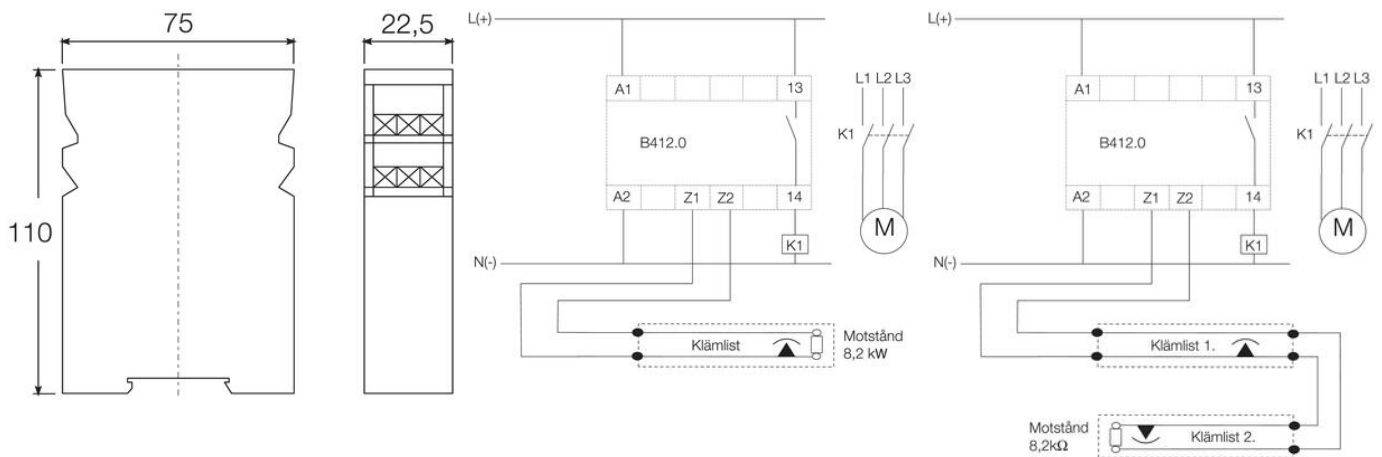 75
110
22,5
L(+)
A1
13
B412.0
A2
Z1
Z2
14
K1
N(-)
L1 L2 L3
K1
M
Klämlist
Motstånd
8,2 kW
L(+)
A1
13
B412.0
A2
Z1
Z2
14
K1
N(-)
L1 L2 L3
K1
M
Klämlist 1.
Motstånd
8,2kΩ
Klämlist 2.